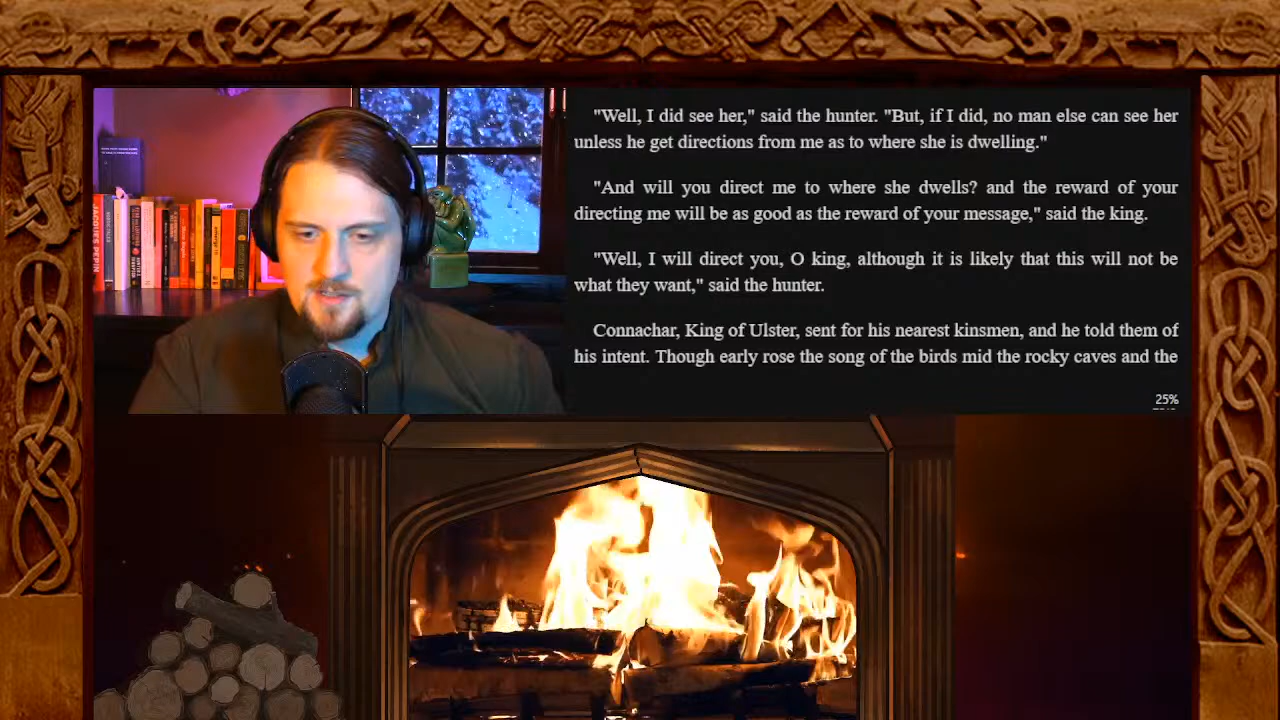 JACQUES PEPIN
"Well, I did see her," said the hunter. "But, if I did, no man else can see her
unless he get directions from me as to where she is dwelling."
"And will you direct me to where she dwells? and the reward of your
directing me will be as good as the reward of your message," said the king.
"Well, I will direct you, O king, although it is likely that this will not be
what they want," said the hunter.
Connachar, King of Ulster, sent for his nearest kinsmen, and he told them of
his intent. Though early rose the song of the birds mid the rocky caves and the
25%